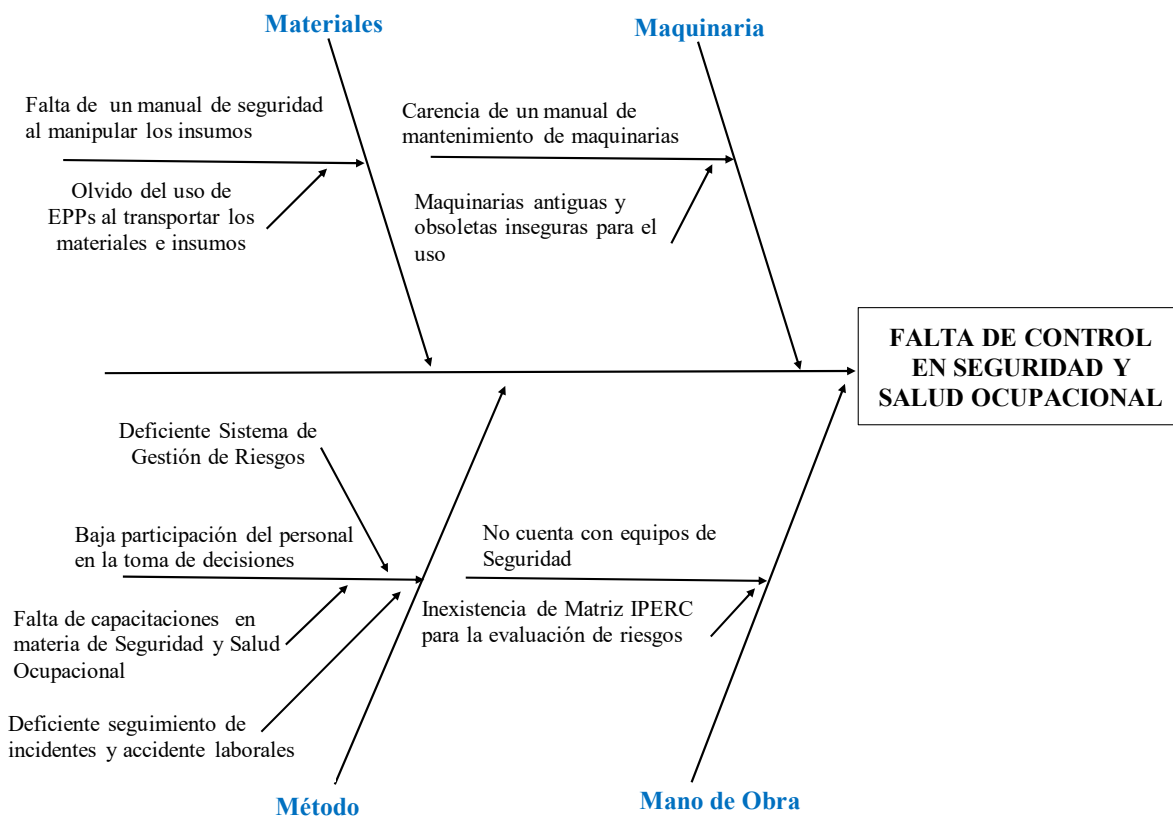 Materiales
Maquinaria
Falta de un manual de seguridad
al manipular los insumos
Olvido del uso de
EPPs al transportar los
materiales e insumos
Carencia de un manual de
mantenimiento de maquinarias
Maquinarias antiguas y
obsoletas inseguras para el
uso
FALTA DE CONTROL
EN SEGURIDAD Y
SALUD OCUPACIONAL
Deficiente Sistema de
Gestión de Riesgos
Baja participación del personal
en la toma de decisiones
Falta de capacitaciones en
materia de Seguridad y Salud
Ocupacional
Deficiente seguimiento de
incidentes y accidente laborales
No cuenta con equipos de
Seguridad
Inexistencia de Matriz IPERC
para la evaluación de riesgos
Método
Mano de Obra